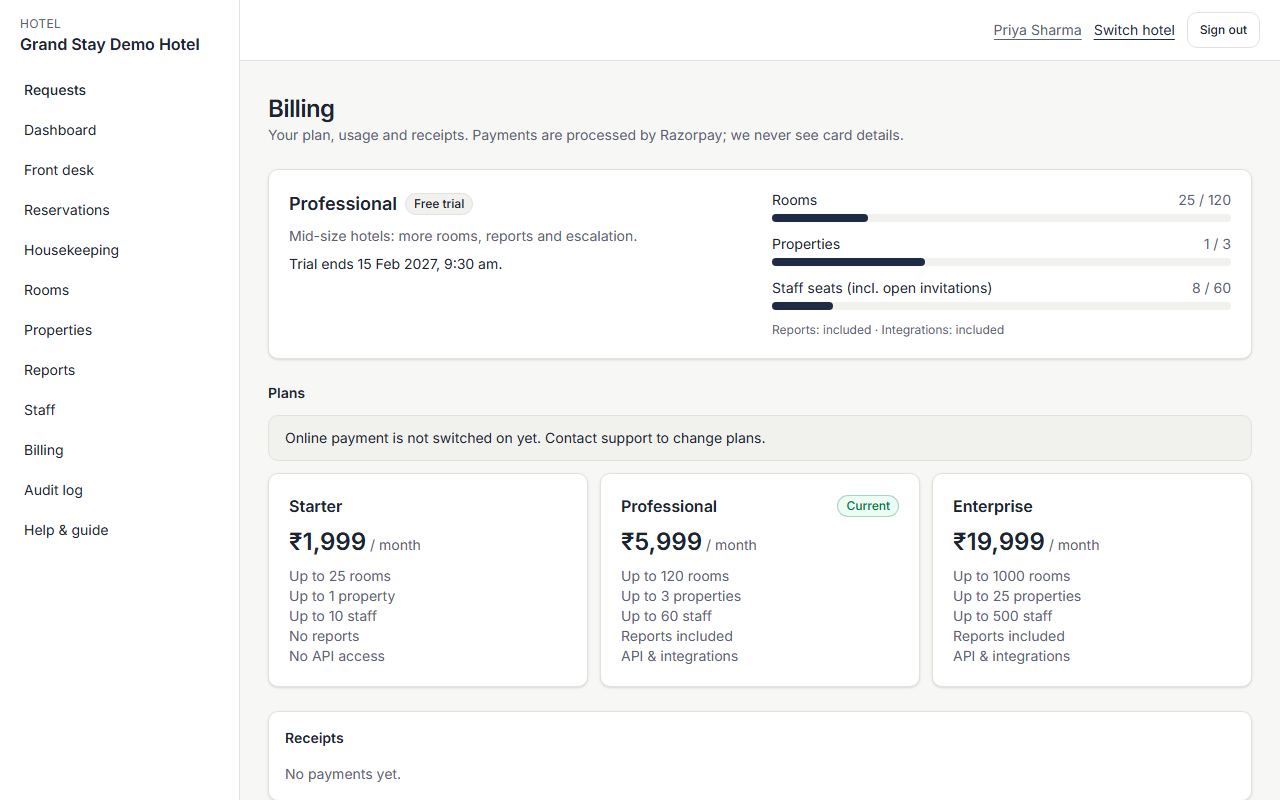 HOTEL
Grand Stay Demo Hotel
Requests
Dashboard
Front desk
Reservations
Housekeeping
Rooms
Properties
Reports
Staff
Billing
Audit log
Help & guide
Priya Sharma Switch hotel Sign out
Billing
Your plan, usage and receipts. Payments are processed by Razorpay; we never see card details.
Professional Free trial
Mid-size hotels: more rooms, reports and escalation.
Trial ends 15 Feb 2027, 9:30 am.
Rooms 25 / 120
Properties 1 / 3
Staff seats (incl. open invitations) 8 / 60
Reports: included · Integrations: included
Plans
Online payment is not switched on yet. Contact support to change plans.
Starter
₹1,999 / month
Up to 25 rooms
Up to 1 property
Up to 10 staff
No reports
No API access
Professional Current
₹5,999 / month
Up to 120 rooms
Up to 3 properties
Up to 60 staff
Reports included
API & integrations
Enterprise
₹19,999 / month
Up to 1000 rooms
Up to 25 properties
Up to 500 staff
Reports included
API & integrations
Receipts
No payments yet.